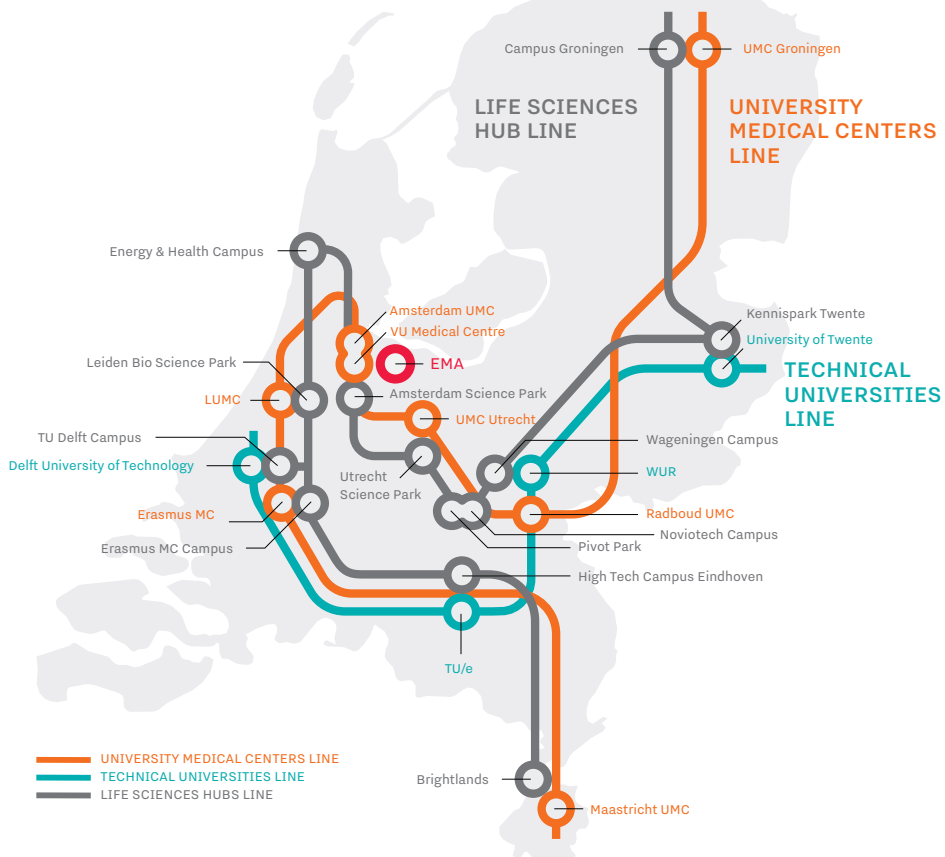 Campus Groningen
UMC Groningen
LIFE SCIENCES
HUB LINE
UNIVERSITY
MEDICAL CENTERS
LINE
Energy & Health Campus
Amsterdam UMC
VU Medical Centre
EMA
Kennispark Twente
University of Twente
TECHNICAL
UNIVERSITIES
LINE
Leiden Bio Science Park
LUMC
Amsterdam Science Park
UMC Utrecht
TU Delft Campus
Delft University of Technology
Wageningen Campus
WUR
Utrecht
Science Park
Erasmus MC
Radboud UMC
Erasmus MC Campus
Noviotech Campus
Pivot Park
High Tech Campus Eindhoven
TU/e
UNIVERSITY MEDICAL CENTERS LINE
TECHNICAL UNIVERSITIES LINE
LIFE SCIENCES HUBS LINE
Brightlands
Maastricht UMC